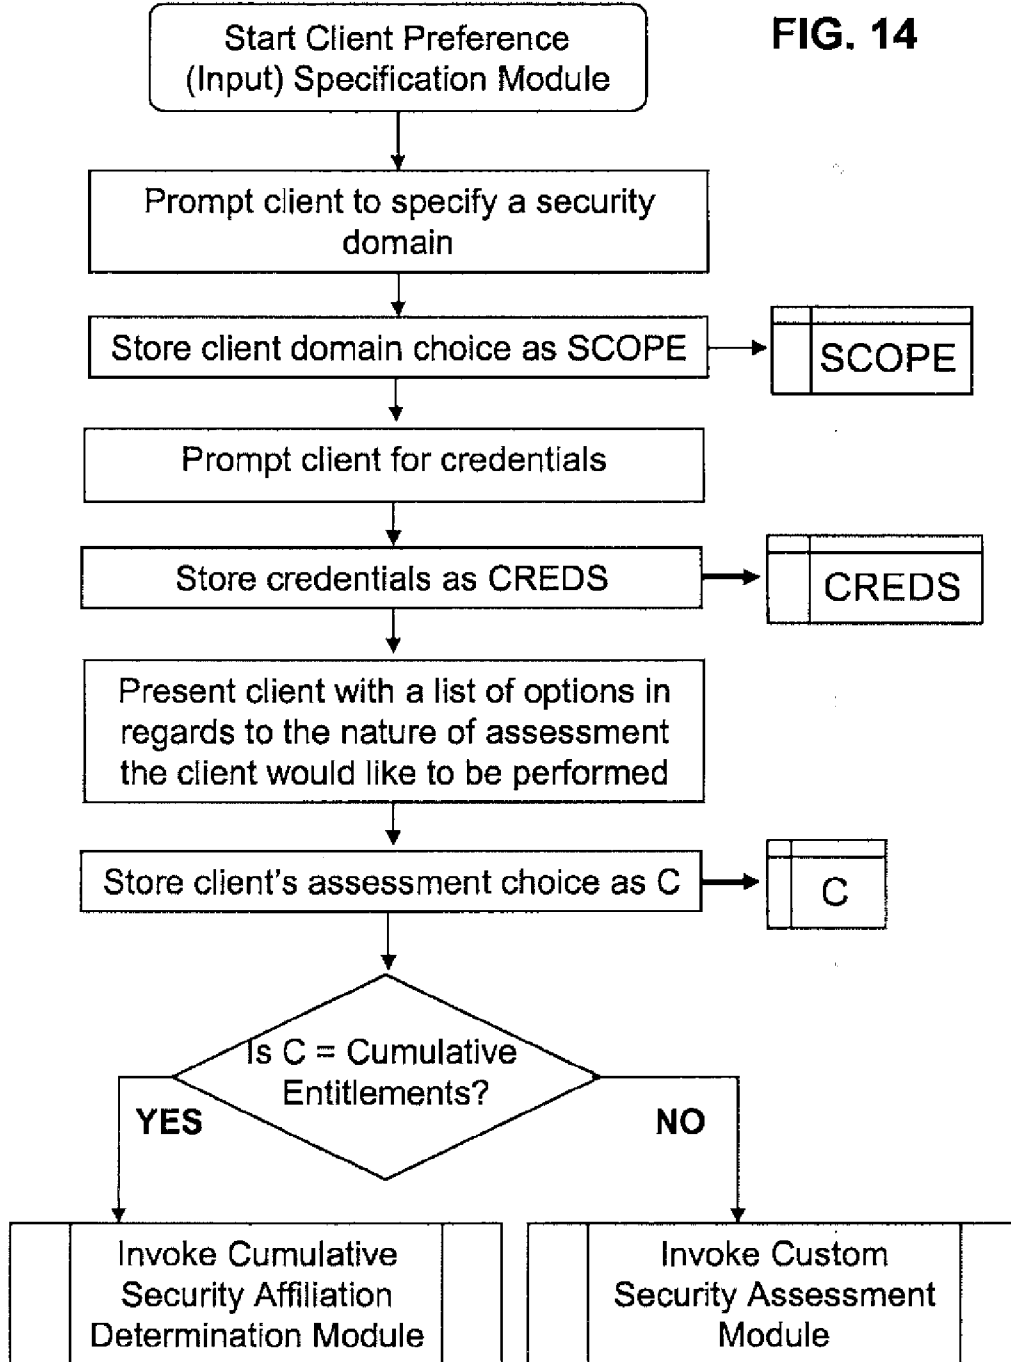 FIG. 14
Start Client Preference
(Input) Specification Module
Prompt client to specify a security
domain
Store client domain choice as SCOPE
SCOPE
Prompt client for credentials
Store credentials as CREDS
CREDS
Present client with a list of options in
regards to the nature of assessment
the client would like to be performed
Store client's assessment choice as C
C
Is C = Cumulative
Entitlements?
YES
NO
Invoke Cumulative
Security Affiliation
Determination Module
Invoke Custom
Security Assessment
Module